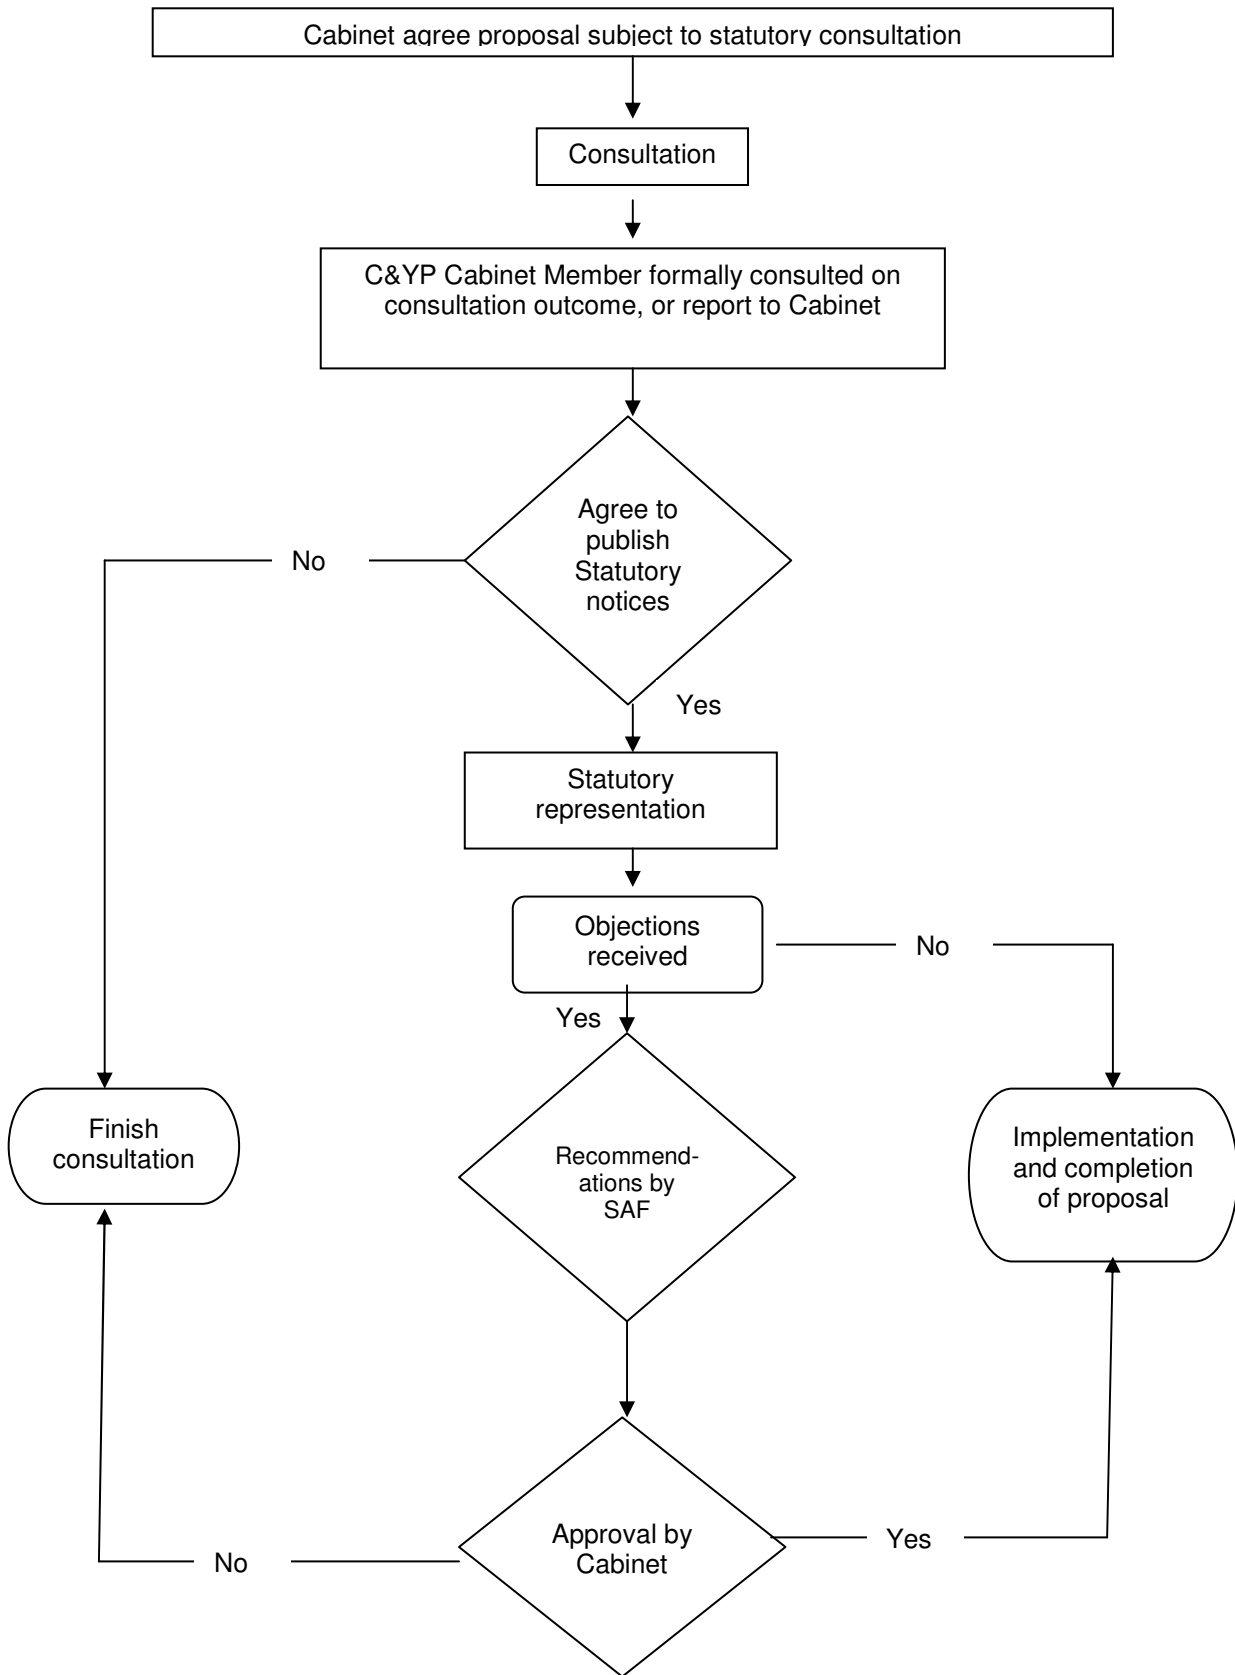 Cabinet agree proposal subject to statutory consultation
Consultation
C&YP Cabinet Member formally consulted on
consultation outcome, or report to Cabinet
Agree to
publish
Statutory
notices
No
Yes
Statutory
representation
Objections
received
No
Yes
Finish
consultation
Recommend-
ations by
SAF
Implementation
and completion
of proposal
Approval by
Cabinet
No
Yes